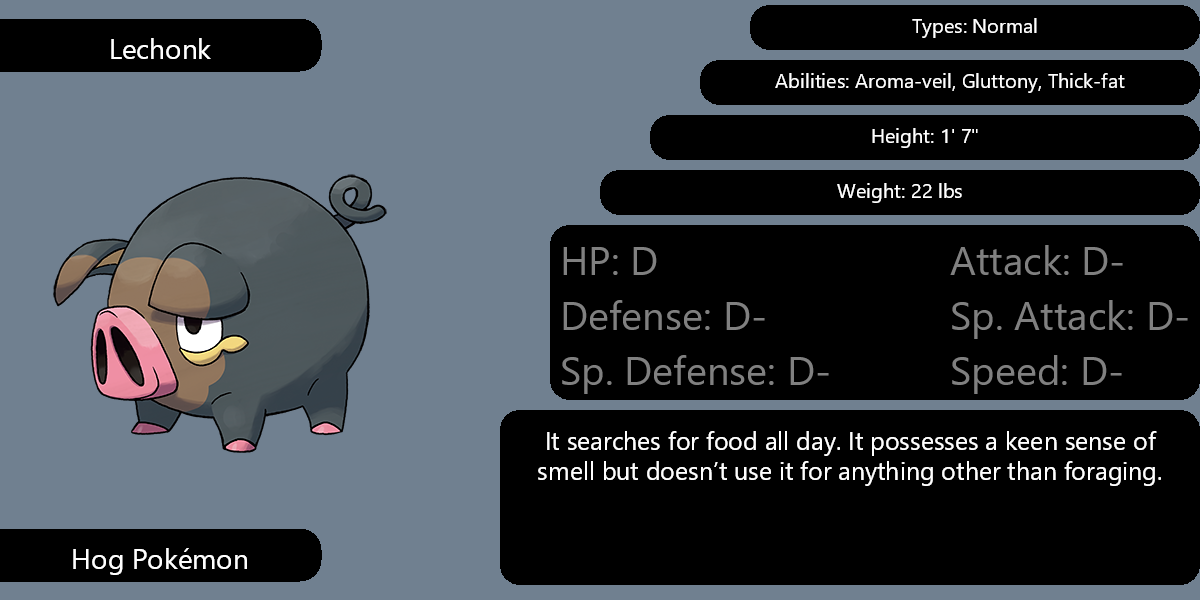 Lechonk
Types: Normal
Abilities: Aroma-veil, Gluttony, Thick-fat
Height: 1' 7"
Weight: 22 lbs
HP: D
Attack: D-
Defense: D-
Sp. Attack: D-
Sp. Defense: D-
Speed: D-
It searches for food all day. It possesses a keen sense of
smell but doesn’t use it for anything other than foraging.
Hog Pokémon